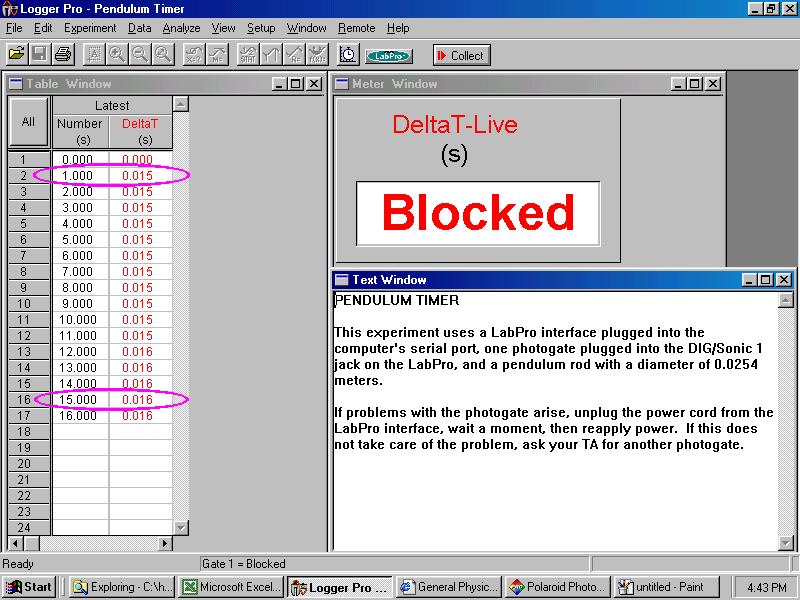 Logger Pro - Pendulum Timer
File Edit Experiment Data Analyze View Setup Window Remote Help
LabPro Collect
Table Window
All
Latest
Number DeltaT
(s) (s)
1 0.000 0.000
2 1.000 0.015
3 2.000 0.015
4 3.000 0.015
5 4.000 0.015
6 5.000 0.015
7 6.000 0.015
8 7.000 0.015
9 8.000 0.015
10 9.000 0.015
11 10.000 0.015
12 11.000 0.015
13 12.000 0.016
14 13.000 0.016
15 14.000 0.016
16 15.000 0.016
17 16.000 0.016
18
19
20
21
22
23
24
Meter Window
DeltaT-Live
(s)
Blocked
Text Window
PENDULUM TIMER
This experiment uses a LabPro interface plugged into the
computer's serial port, one photogate plugged into the DIG/Sonic 1
jack on the LabPro, and a pendulum rod with a diameter of 0.0254
meters.
If problems with the photogate arise, unplug the power cord from the
LabPro interface, wait a moment, then reapply power. If this does
not take care of the problem, ask your TA for another photogate.
Ready Gate 1 = Blocked
Start Exploring - C:\h... Microsoft Excel... Logger Pro ... General Physic... Polaroid Photo... untitled - Paint 4:43 PM